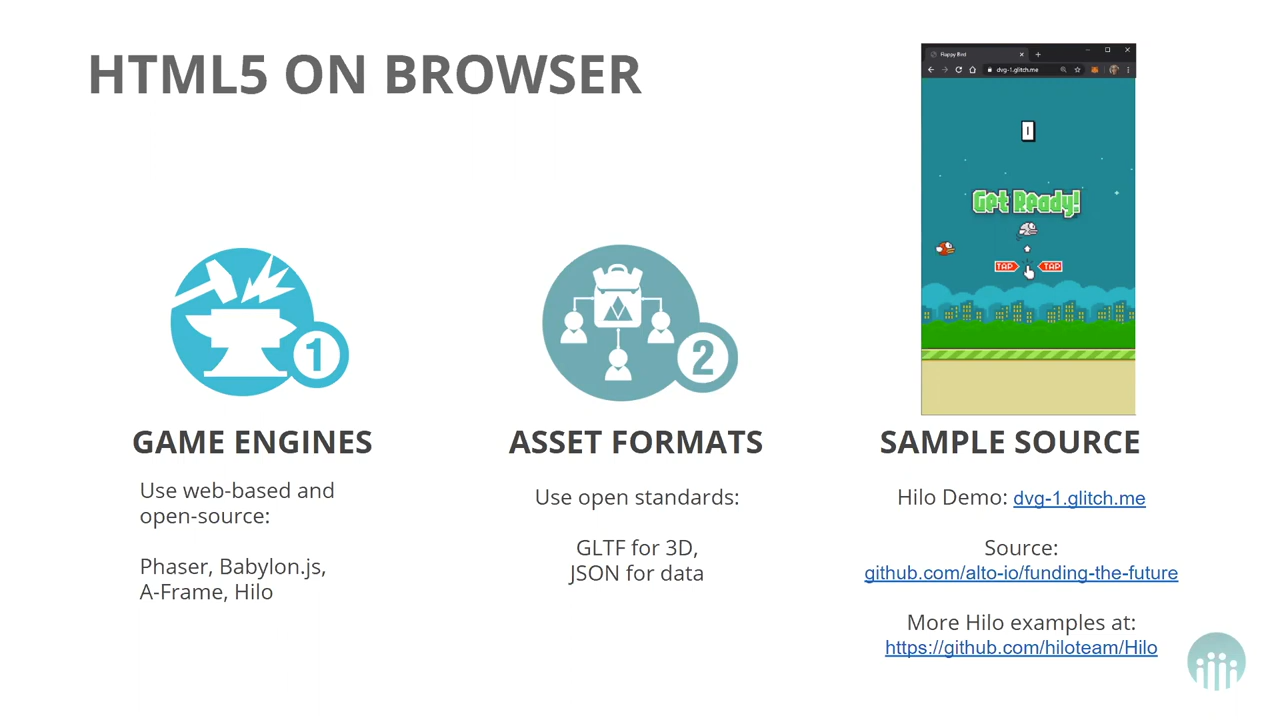 HTML5 ON BROWSER
Flappy Bird
dvg-1.glitch.me
1
Get Ready!
TAP TAP
1
2
GAME ENGINES
Use web-based and
open-source:
Phaser, Babylon.js,
A-Frame, Hilo
ASSET FORMATS
Use open standards:
GLTF for 3D,
JSON for data
SAMPLE SOURCE
Hilo Demo: dvg-1.glitch.me
Source:
github.com/alto-io/funding-the-future
More Hilo examples at:
https://github.com/hiloteam/Hilo